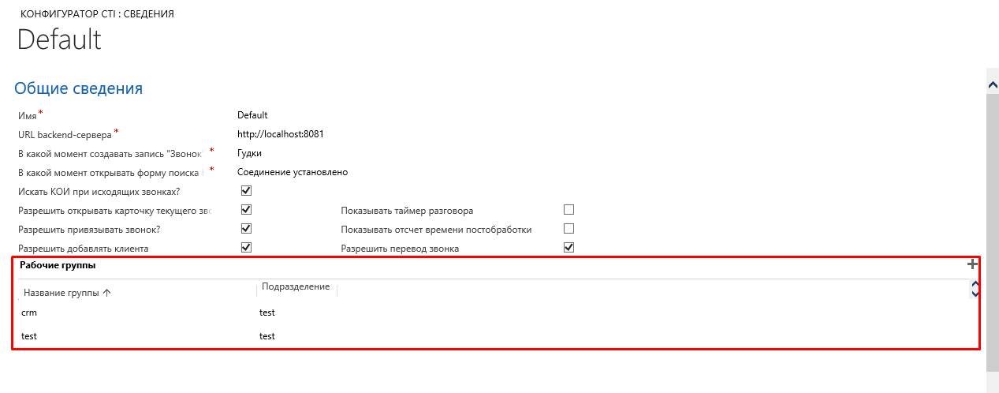 КОНФИГУРАТОР CTI : СВЕДЕНИЯ
Default
Общие сведения
Имя* Default
URL backend-сервера* http://localhost:8081
В какой момент создавать запись "Звонок" * Гудки
В какой момент открывать форму поиска * Соединение установлено
Искать КОИ при исходящих звонках?
Разрешить открывать карточку текущего зво Показывать таймер разговора
Разрешить привязывать звонок? Показывать отсчет времени постобработки
Разрешить добавлять клиента Разрешить перевод звонка
Рабочие группы
Название группы Подразделение
crm test
test test